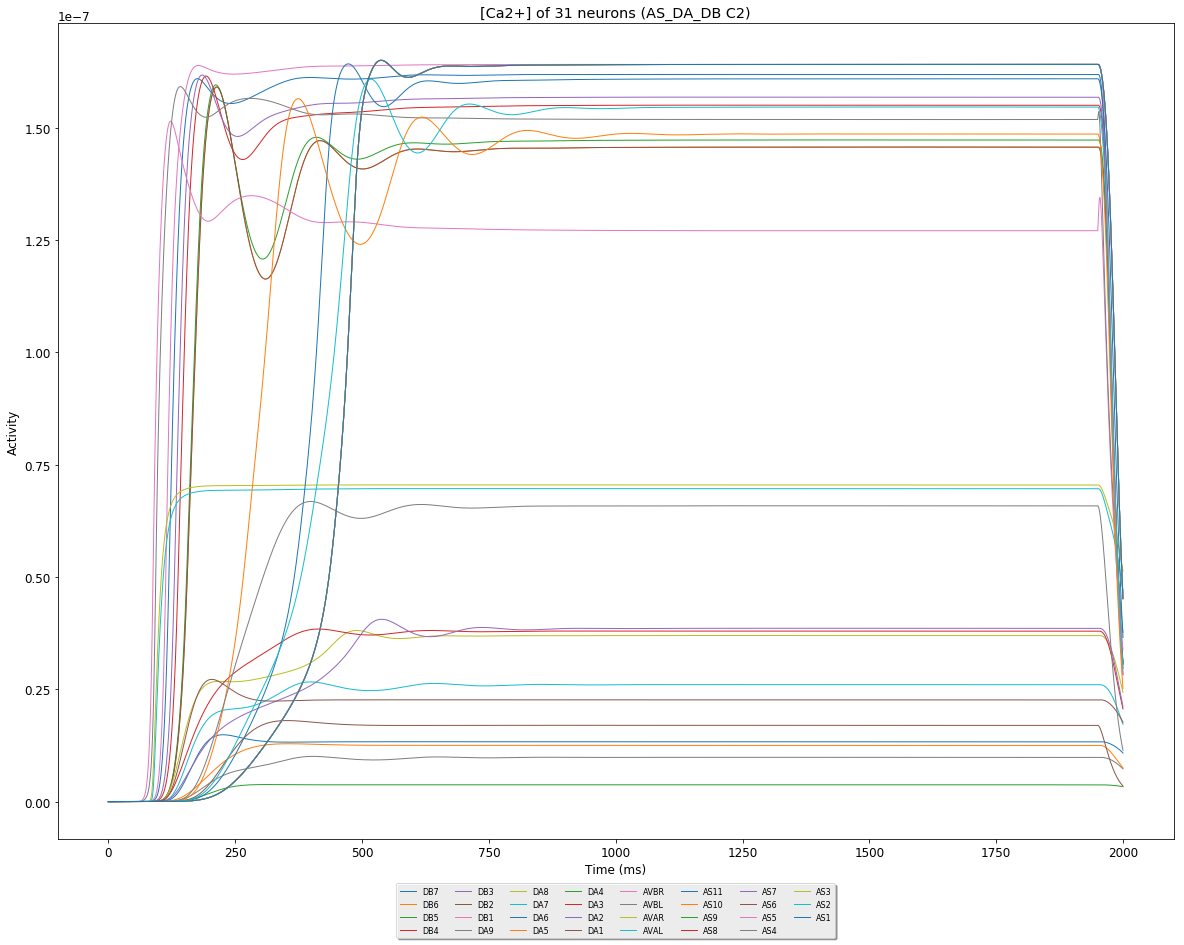 [Ca2+] of 31 neurons (AS_DA_DB C2)
1e−7
1.50
1.25
1.00
0.75
0.50
0.25
0.00
Activity
0 250 500 750 1000 1250 1500 1750 2000
Time (ms)
DB7 DB3 DA8 DA4 AVBR AS11 AS7 AS3
DB6 DB2 DA7 DA3 AVBL AS10 AS6 AS2
DB5 DB1 DA6 DA2 AVAR AS9 AS5 AS1
DB4 DA9 DA5 DA1 AVAL AS8 AS4